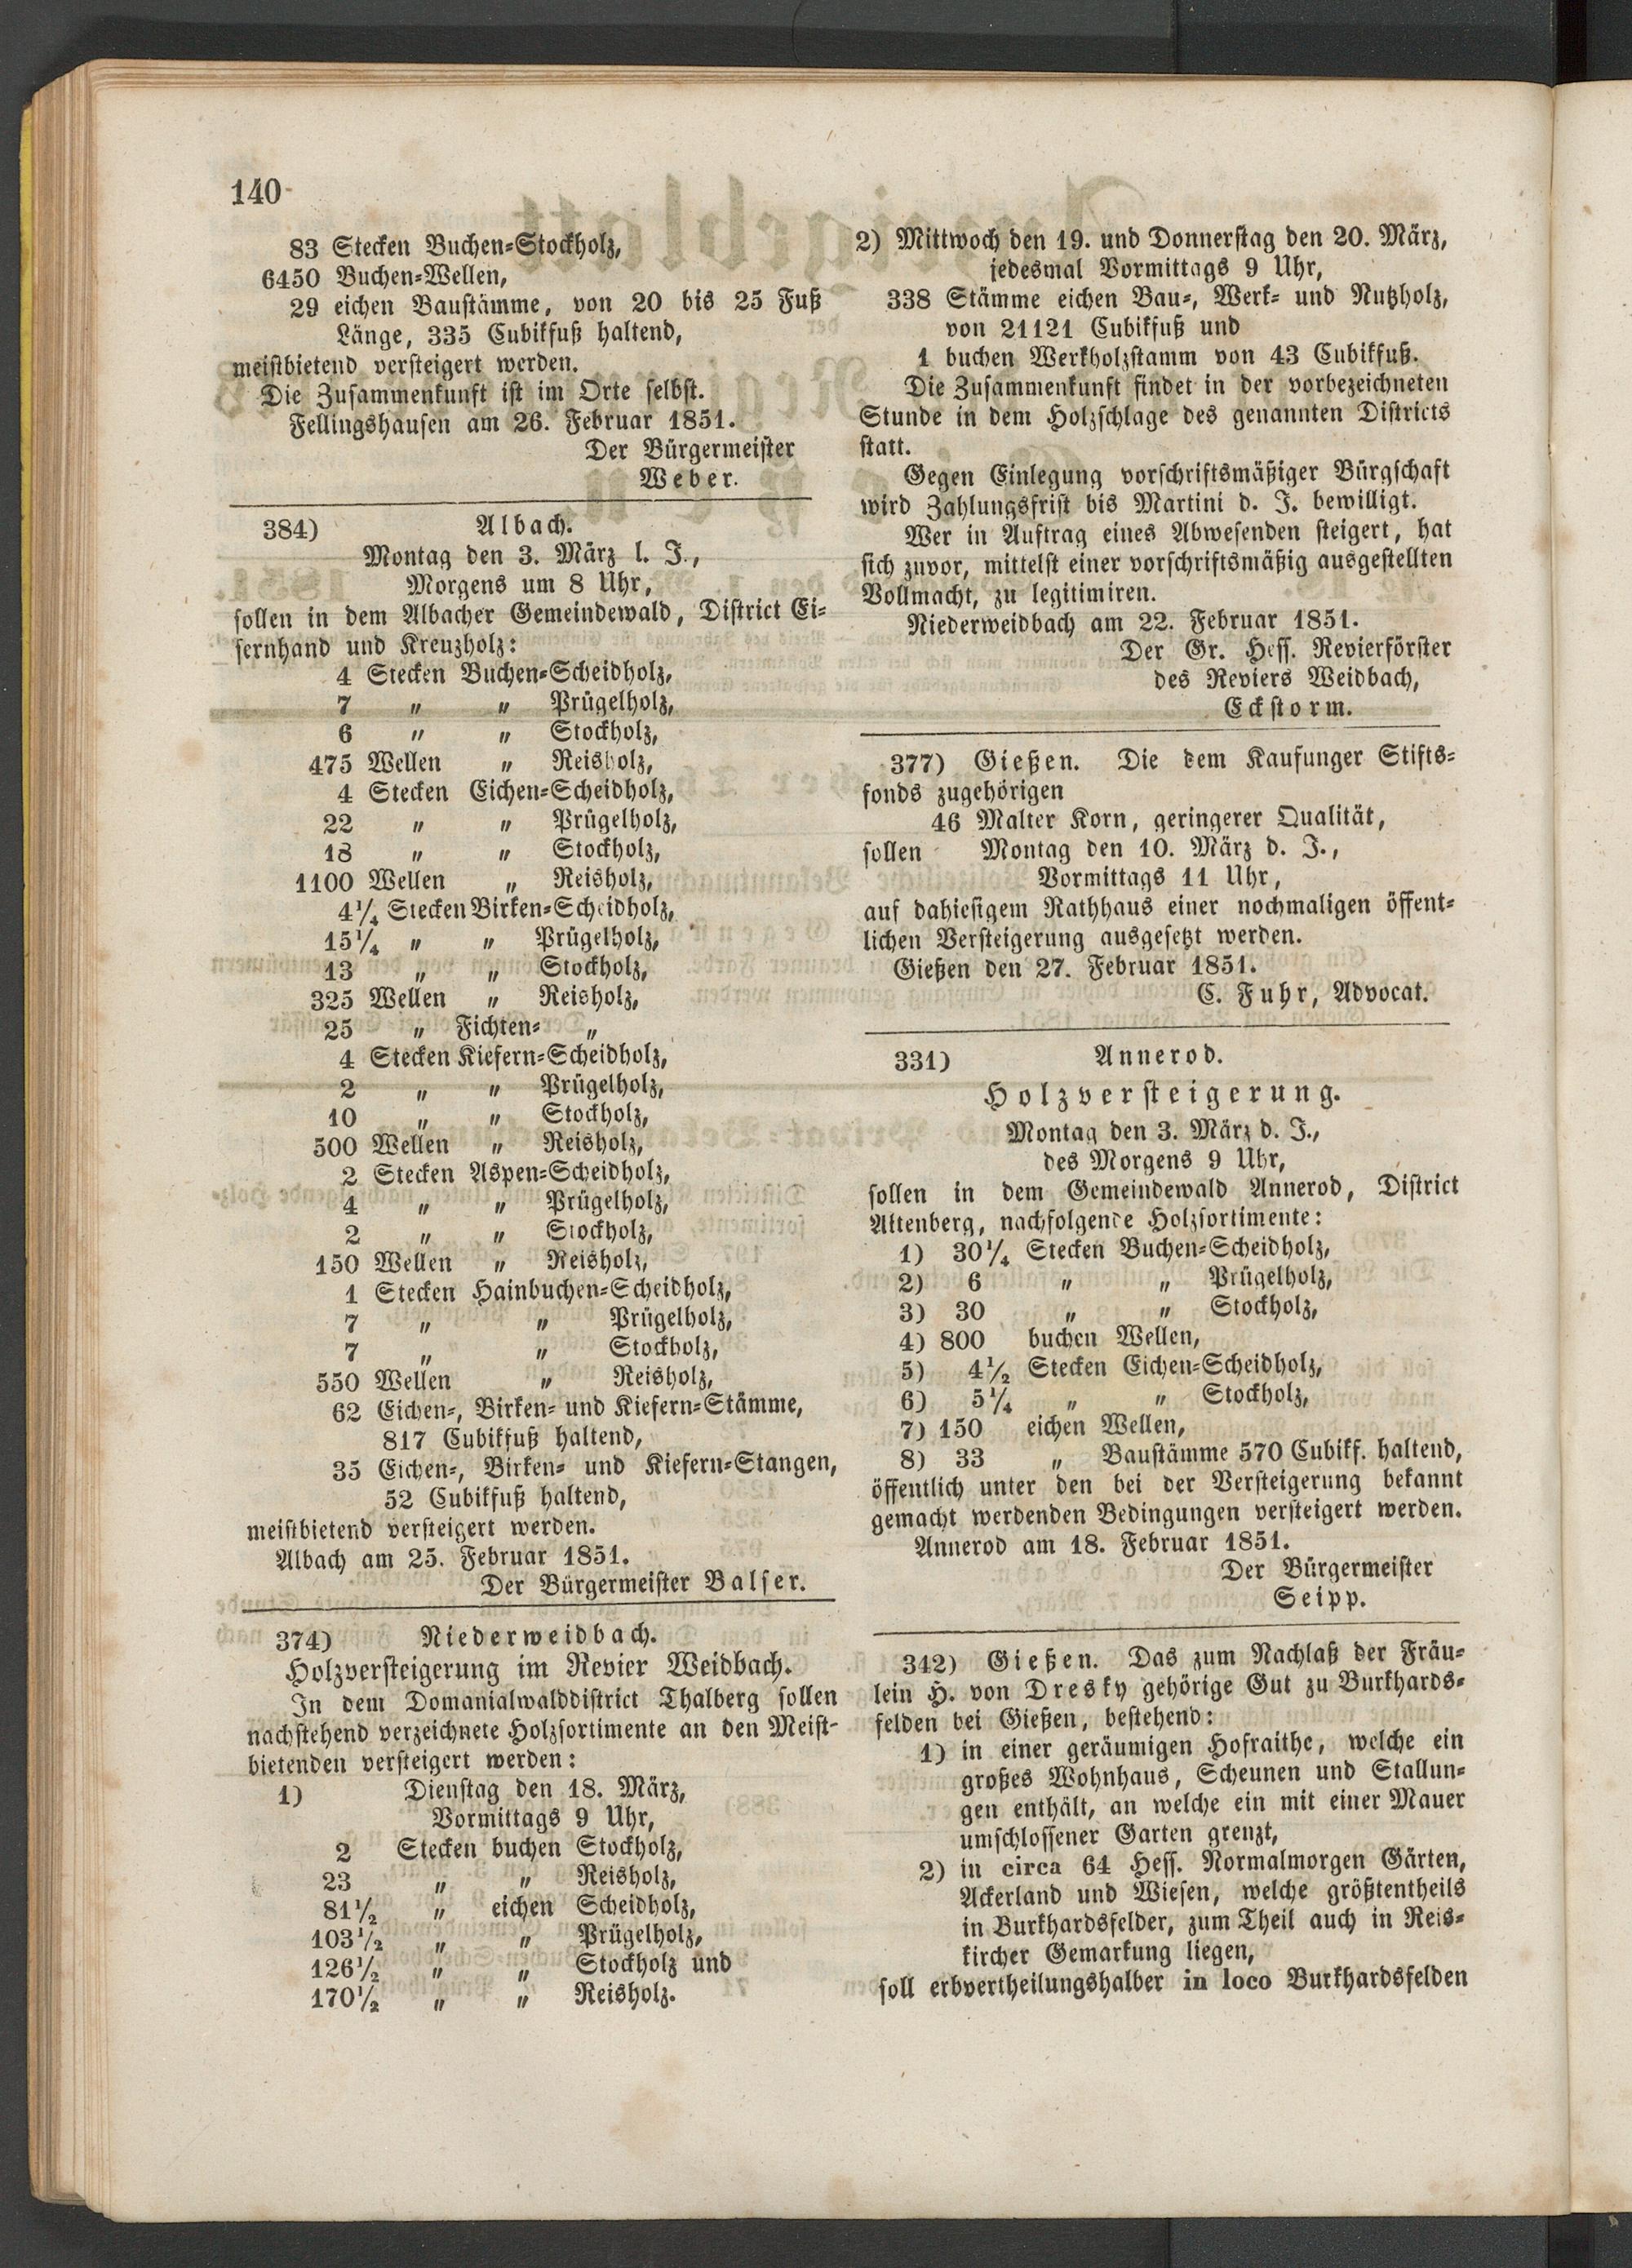 140
83 Stecken Buchen-Stockholz,
6450 Buchen-Wellen,
29 eichen Baustämme, von 20 bis 25 Fuß
Länge, 335 Cubikfuß haltend,
meistbietend versteigert werden.
Die Zusammenkunft ist im Orte selbst.
Fellingshausen am 26. Februar 1851.
Der Bürgermeister
Weber.
384) Albach.
Montag den 3. März l. J.,
Morgens um 8 Uhr,
sollen in dem Albacher Gemeindewald, District Ei-
sernhand und Kreuzholz:
4 Stecken Buchen-Scheidholz,
7 „ „ Prügelholz,
6 „ „ Stockholz,
475 Wellen „ Reisholz,
4 Stecken Eichen-Scheidholz,
22 „ „ Prügelholz,
18 „ „ Stockholz,
1100 Wellen „ Reisholz,
4¼ Stecken Birken-Scheidholz,
15¼ „ „ Prügelholz,
13 „ „ Stockholz,
325 Wellen „ Reisholz,
25 „ Fichten- „
4 Stecken Kiefern-Scheidholz,
2 „ „ Prügelholz,
10 „ „ Stockholz,
500 Wellen „ Reisholz,
2 Stecken Aspen-Scheidholz,
4 „ „ Prügelholz,
2 „ „ Stockholz,
150 Wellen „ Reisholz,
1 Stecken Hainbuchen-Scheidholz,
7 „ „ Prügelholz,
7 „ „ Stockholz,
550 Wellen „ Reisholz,
62 Eichen-, Birken- und Kiefern-Stämme,
817 Cubikfuß haltend,
35 Eichen-, Birken- und Kiefern-Stangen,
52 Cubikfuß haltend,
meistbietend versteigert werden.
Albach am 25. Februar 1851.
Der Bürgermeister Balser.
374) Niederweidbach.
Holzversteigerung im Revier Weidbach.
In dem Domanialwalddistrict Thalberg sollen
nachstehend verzeichnete Holzsortimente an den Meist-
bietenden versteigert werden:
1) Dienstag den 18. März,
Vormittags 9 Uhr,
2 Stecken buchen Stockholz,
23 „ „ Reisholz,
81½ „ eichen Scheidholz,
103½ „ „ Prügelholz,
126½ „ „ Stockholz und
170½ „ „ Reisholz.
2) Mittwoch den 19. und Donnerstag den 20. März,
jedesmal Vormittags 9 Uhr,
338 Stämme eichen Bau-, Werk- und Nutzholz,
von 21121 Cubikfuß und
1 buchen Werkholzstamm von 43 Cubikfuß.
Die Zusammenkunft findet in der vorbezeichneten
Stunde in dem Holzschlage des genannten Districts
statt.
Gegen Einlegung vorschriftsmäßiger Bürgschaft
wird Zahlungsfrist bis Martini d. J. bewilligt.
Wer in Auftrag eines Abwesenden steigert, hat
sich zuvor, mittelst einer vorschriftsmäßig ausgestellten
Vollmacht, zu legitimiren.
Niederweidbach am 22. Februar 1851.
Der Gr. Hess. Revierförster
des Reviers Weidbach,
Eckstorm.
377) Gießen. Die dem Kaufunger Stifts-
fonds zugehörigen
46 Malter Korn, geringerer Qualität,
sollen Montag den 10. März d. J.,
Vormittags 11 Uhr,
auf dahiesigem Rathhaus einer nochmaligen öffent-
lichen Versteigerung ausgesetzt werden.
Gießen den 27. Februar 1851.
C. Fuhr, Advocat.
331) Annerod.
Holzversteigerung.
Montag den 3. März d. J.,
des Morgens 9 Uhr,
sollen in dem Gemeindewald Annerod, District
Attenberg, nachfolgende Holzsortimente:
1) 30¼ Stecken Buchen-Scheidholz,
2) 6 „ „ Prügelholz,
3) 30 „ „ Stockholz,
4) 800 buchen Wellen,
5) 4½ Stecken Eichen-Scheidholz,
6) 5¼ „ „ Stockholz,
7) 150 eichen Wellen,
8) 33 „ Baustämme 570 Cubikf. haltend,
öffentlich unter den bei der Versteigerung bekannt
gemacht werdenden Bedingungen versteigert werden.
Annerod am 18. Februar 1851.
Der Bürgermeister
Seipp.
342) Gießen. Das zum Nachlaß der Fräu-
lein H. von Dresky gehörige Gut zu Burkhards-
felden bei Gießen, bestehend:
1) in einer geräumigen Hofraithe, welche ein
großes Wohnhaus, Scheunen und Stallun-
gen enthält, an welche ein mit einer Mauer
umschlossener Garten grenzt,
2) in circa 64 Hess. Normalmorgen Gärten,
Ackerland und Wiesen, welche größtentheils
in Burkhardsfelder, zum Theil auch in Reis-
kircher Gemarkung liegen,
soll erbvertheilungshalber in loco Burkhardsfelden